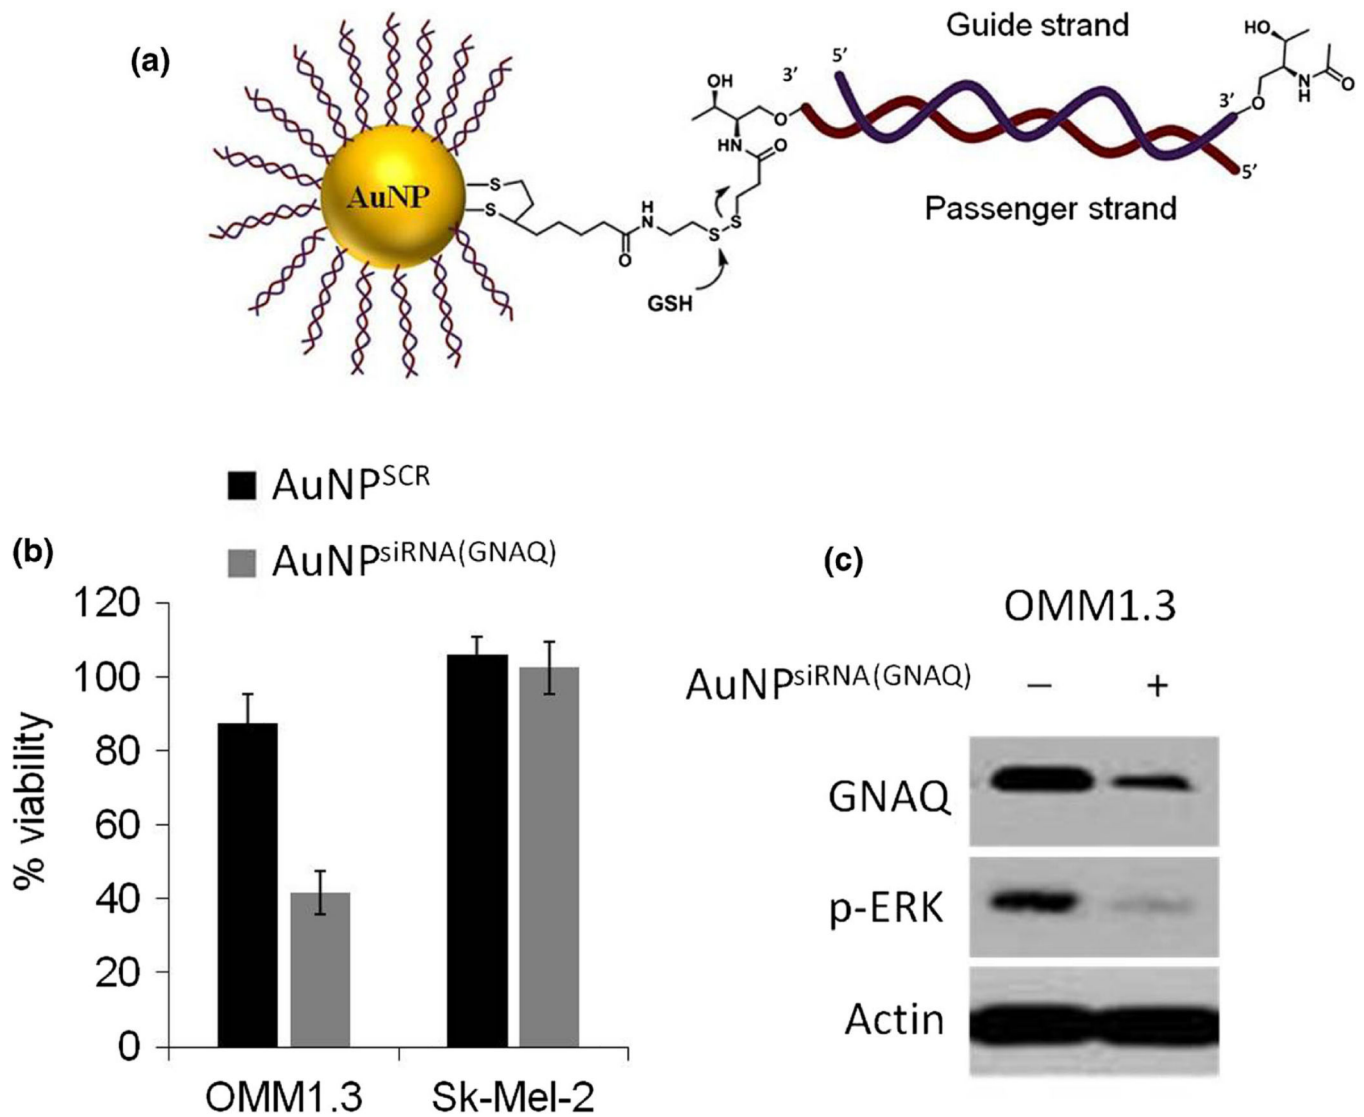 (a)
Guide strand
HO
5'
3'
OH
3'
O
N
H
O
O
HN
O
5'
AuNP
S
S
H
N
O
S
S
GSH
Passenger strand
AuNPSCR
AuNPsiRNA(GNAQ)
(b)
120
100
80
60
40
20
0
% viability
OMM1.3
Sk-Mel-2
(c)
OMM1.3
AuNPsiRNA(GNAQ)
– +
GNAQ
p-ERK
Actin